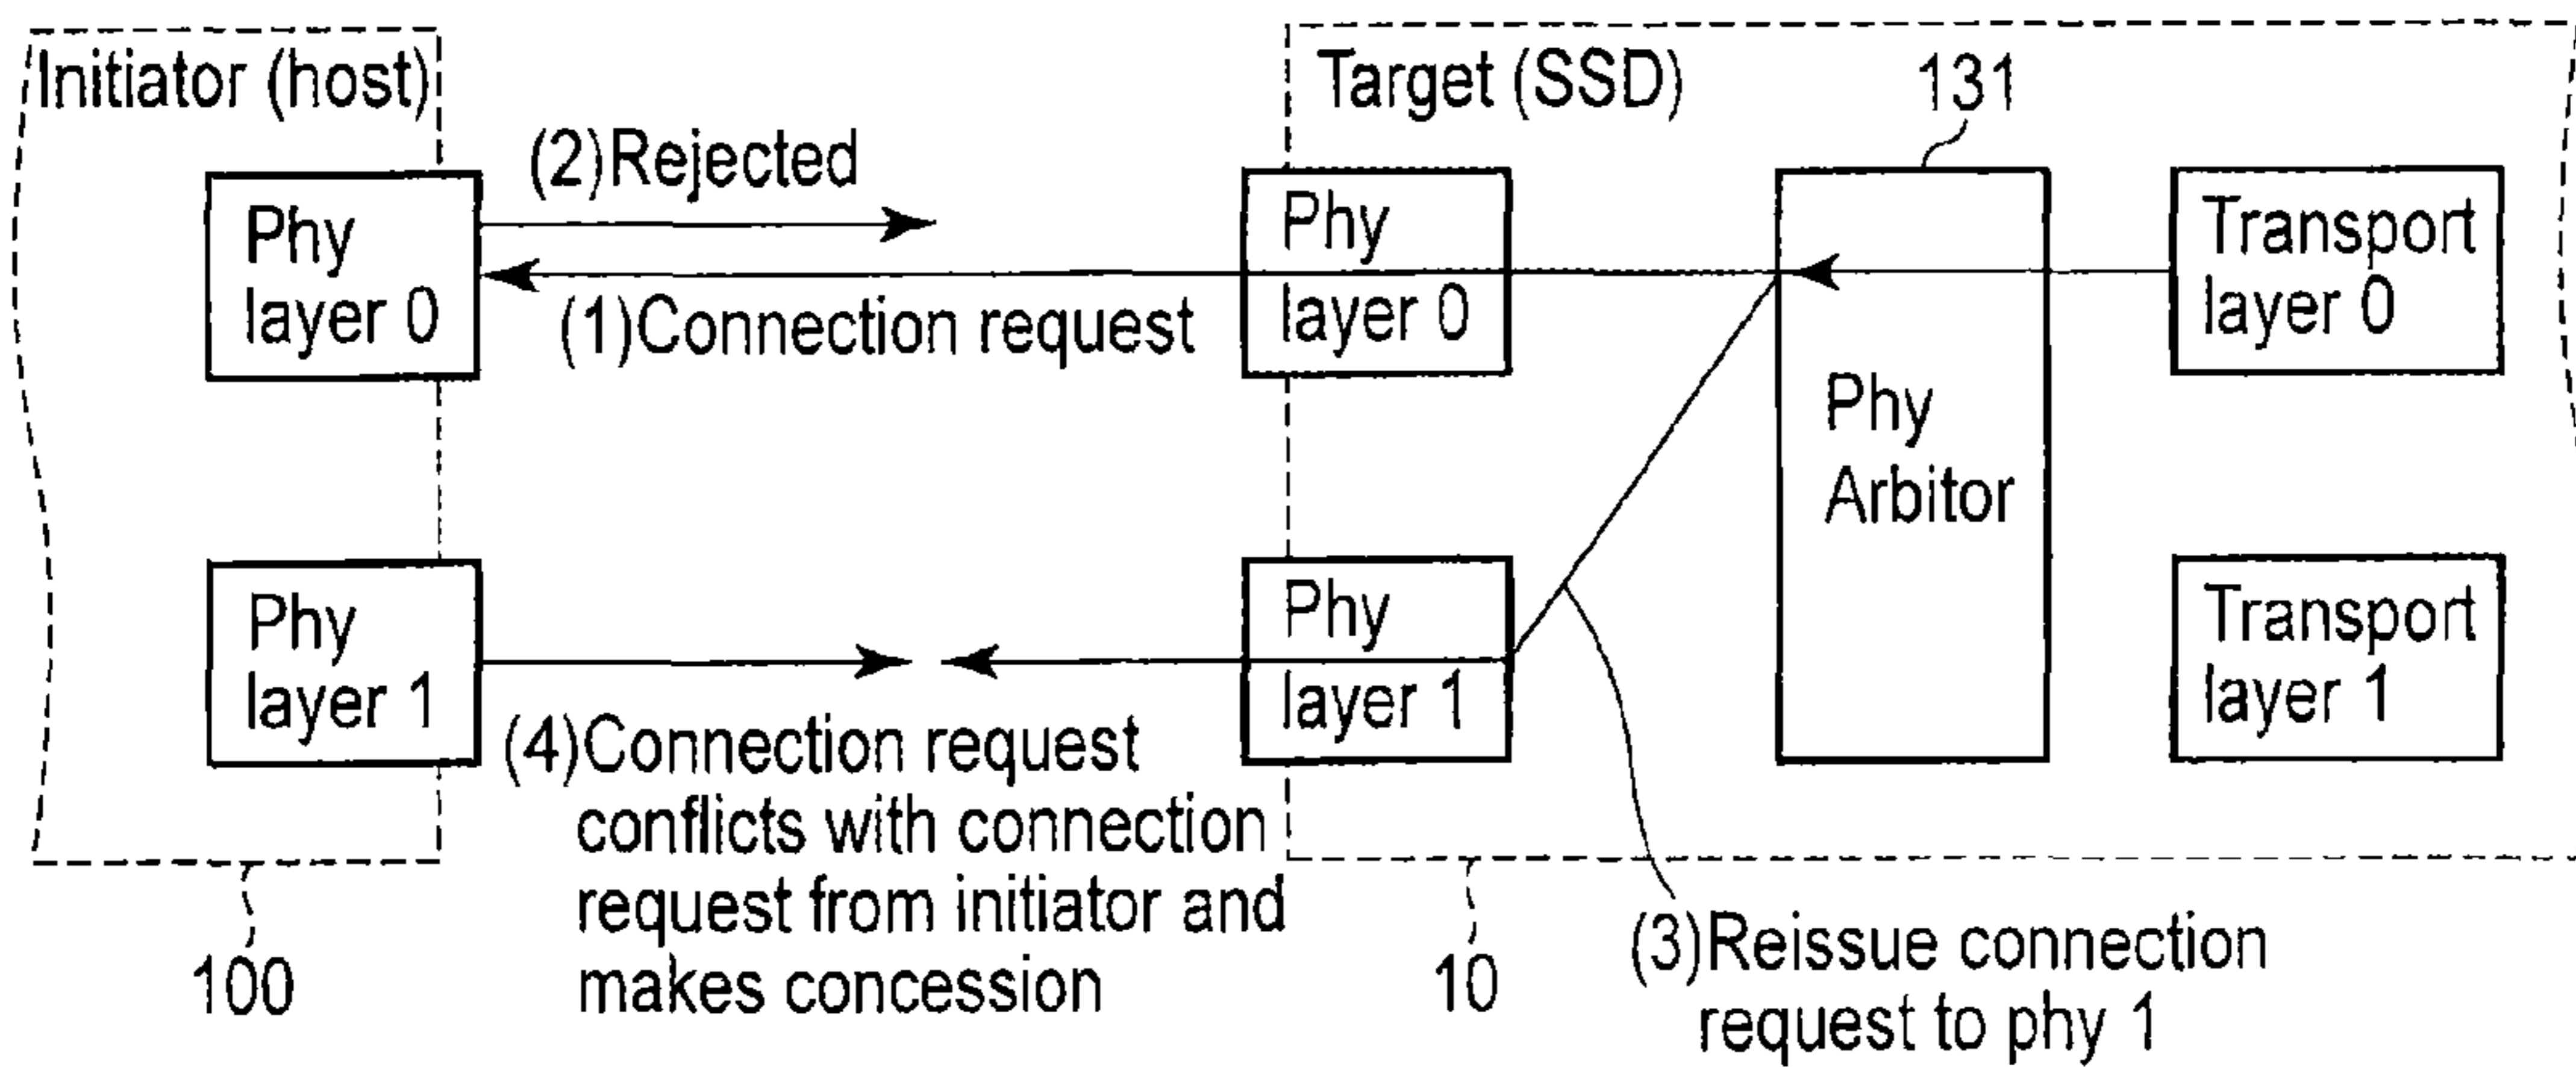 Initiator (host)
Target (SSD)
131
(2)Rejected
Phy
layer 0
(1)Connection request
Phy
layer 0
Phy
Arbitor
Transport
layer 0
Phy
layer 1
(4)Connection request
conflicts with connection
request from initiator and
makes concession
Phy
layer 1
Transport
layer 1
100
10
(3)Reissue connection
request to phy 1